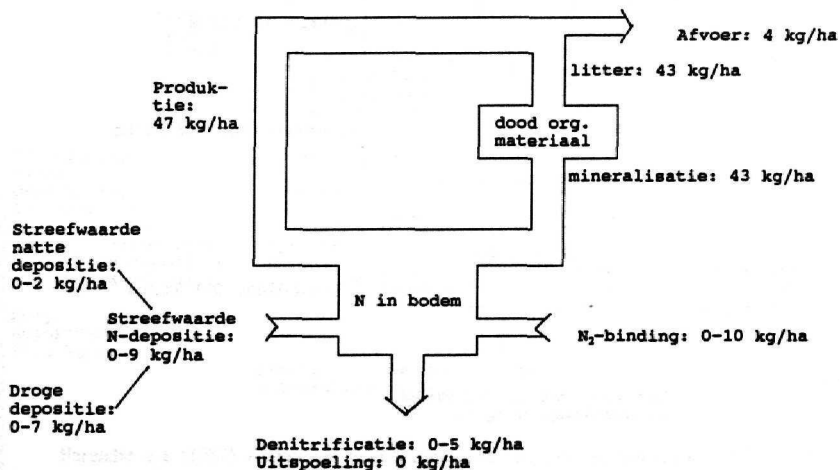 Afvoer: 4 kg/ha
litter: 43 kg/ha
Produk-
tie:
47 kg/ha
dood org.
materiaal
mineralisatie: 43 kg/ha
Streefwaarde
natte
depositie:
0-2 kg/ha
N in bodem
Streefwaarde
N-depositie:
0-9 kg/ha
N₂-binding: 0-10 kg/ha
Droge
depositie:
0-7 kg/ha
Denitrificatie: 0-5 kg/ha
Uitspoeling: 0 kg/ha